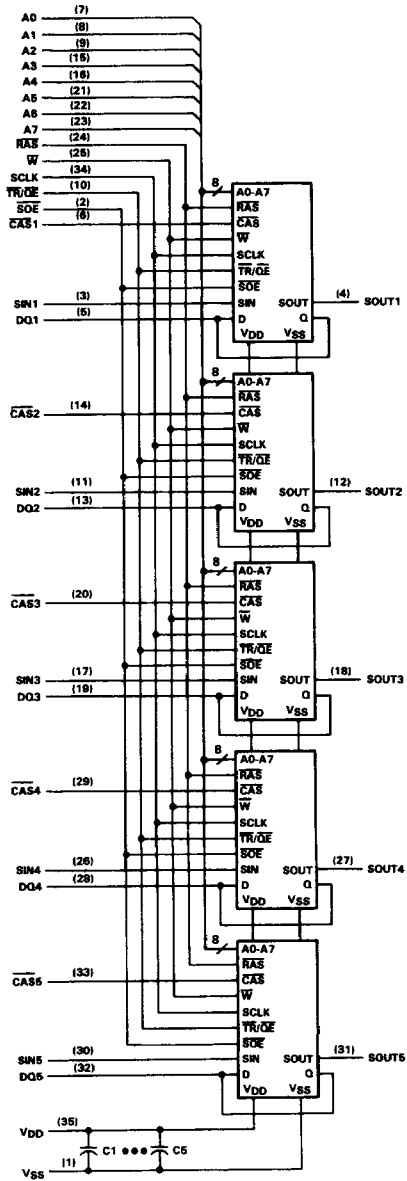 A0 (7)
A1 (8)
A2 (9)
A3 (15)
A4 (16)
A5 (21)
A6 (22)
A7 (23)
RAS (24)
W (25)
SCLK (34)
TR/QE (10)
SOE (2)
CAS1 (6)
8 A0-A7
RAS
CAS
W
SCLK
TR/QE
SOE
SIN1 (3) SIN SOUT (4) SOUT1
DQ1 (5) D Q
VDD VSS
8 A0-A7
RAS
CAS2 (14) CAS
W
SCLK
TR/QE
SOE
SIN2 (11) SIN SOUT (12) SOUT2
DQ2 (13) D Q
VDD VSS
8 A0-A7
RAS
CAS3 (20) CAS
W
SCLK
TR/QE
SOE
SIN3 (17) SIN SOUT (18) SOUT3
DQ3 (19) D Q
VDD VSS
8 A0-A7
RAS
CAS4 (29) CAS
W
SCLK
TR/QE
SOE
SIN4 (26) SIN SOUT (27) SOUT4
DQ4 (28) D Q
VDD VSS
8 A0-A7
RAS
CAS5 (33) CAS
W
SCLK
TR/QE
SOE
SIN5 (30) SIN SOUT (31) SOUT5
DQ5 (32) D Q
VDD VSS
VDD (35)
C1 ••• C5
VSS (1)